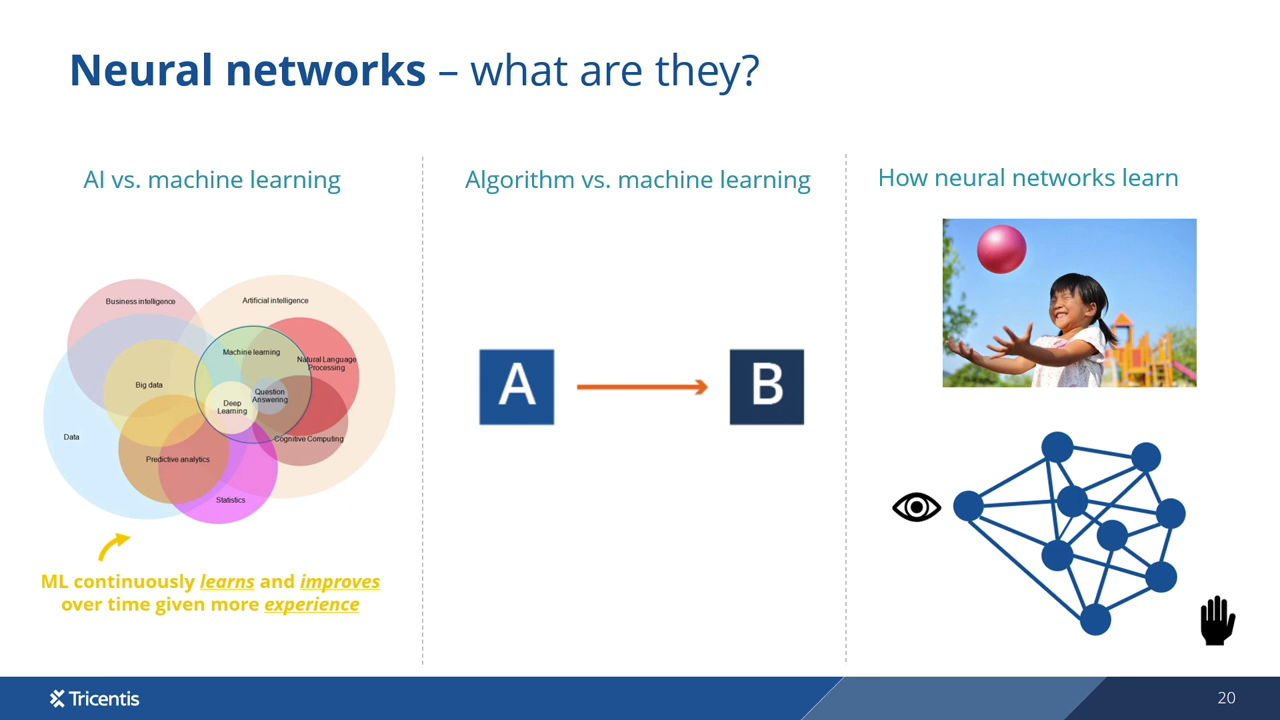 Neural networks – what are they?
AI vs. machine learning
Business intelligence
Artificial intelligence
Machine learning
Natural Language
Processing
Big data
Question
Answering
Deep
Learning
Data
Cognitive Computing
Predictive analytics
Statistics
ML continuously learns and improves
over time given more experience
Algorithm vs. machine learning
A
B
How neural networks learn
Tricentis
20